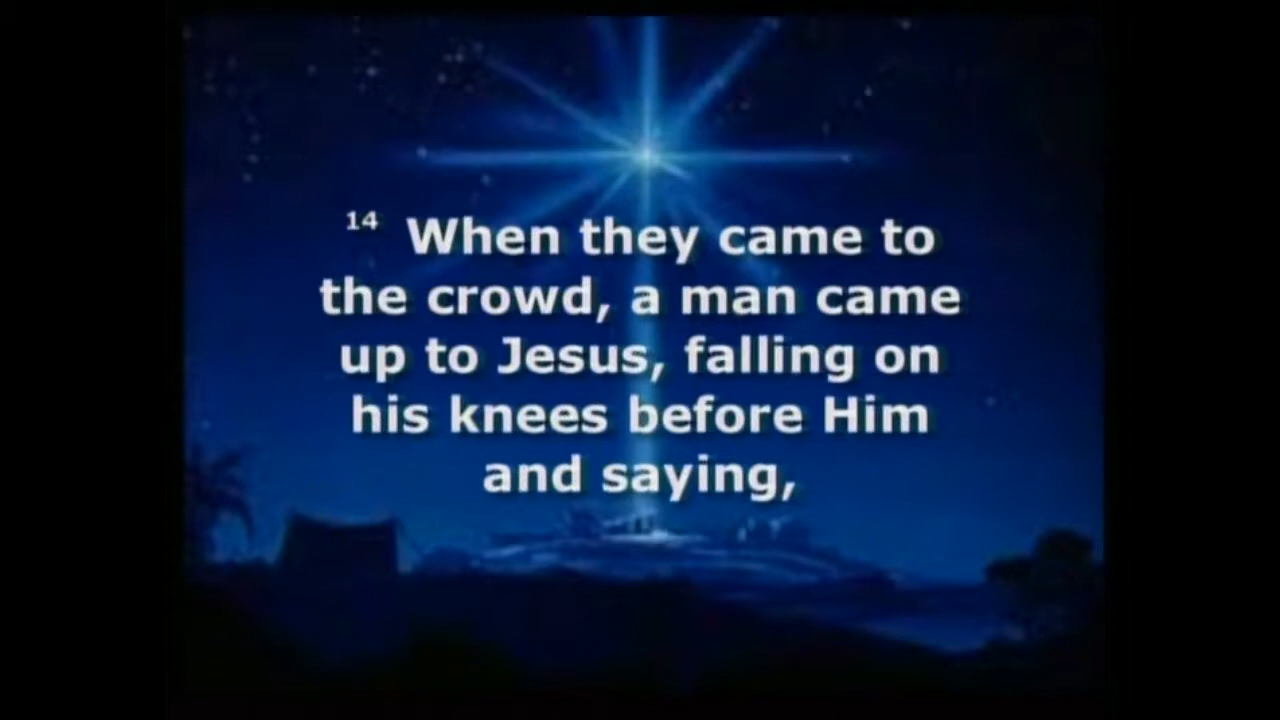 14 When they came to
the crowd, a man came
up to Jesus, falling on
his knees before Him
and saying,